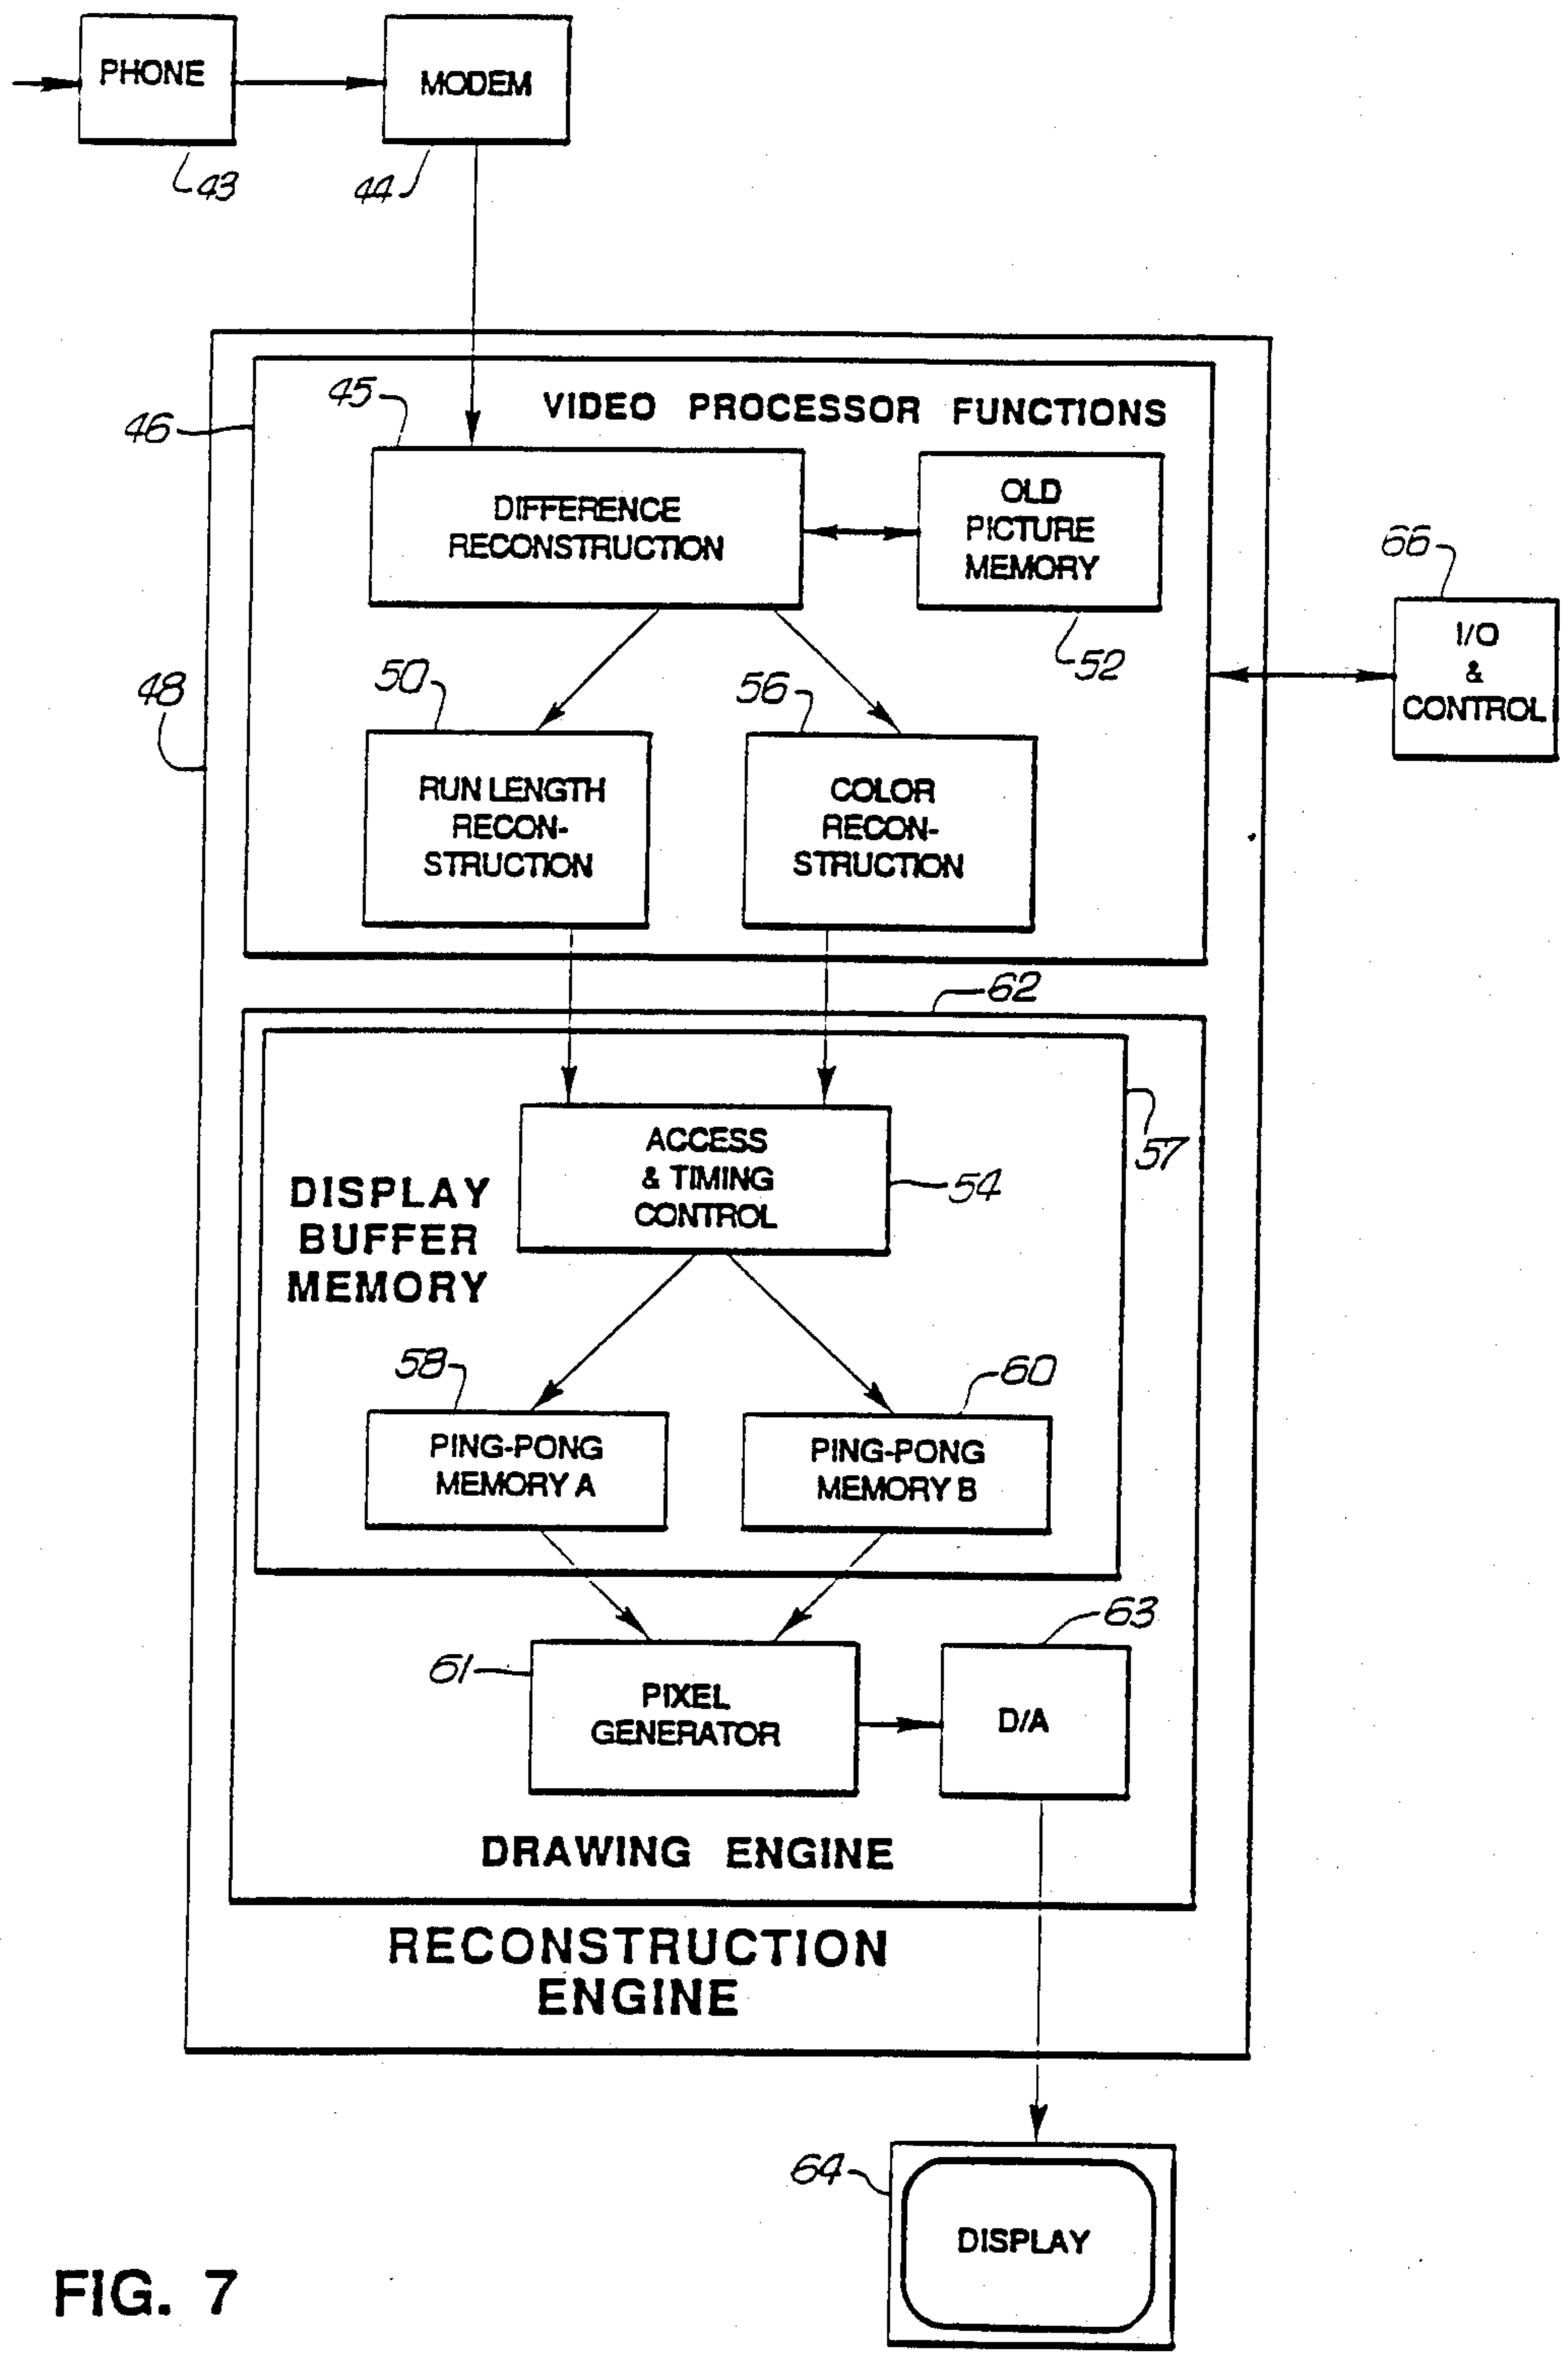 PHONE
MODEM
43
44
45
VIDEO PROCESSOR FUNCTIONS
46
DIFFERENCE
RECONSTRUCTION
OLD
PICTURE
MEMORY
52
66
I/O
&
CONTROL
48
50
56
RUN LENGTH
RECON-
STRUCTION
COLOR
RECON-
STRUCTION
62
57
ACCESS
& TIMING
CONTROL
54
DISPLAY
BUFFER
MEMORY
58
60
PING-PONG
MEMORY A
PING-PONG
MEMORY B
63
61
PIXEL
GENERATOR
D/A
DRAWING ENGINE
RECONSTRUCTION
ENGINE
64
DISPLAY
FIG. 7